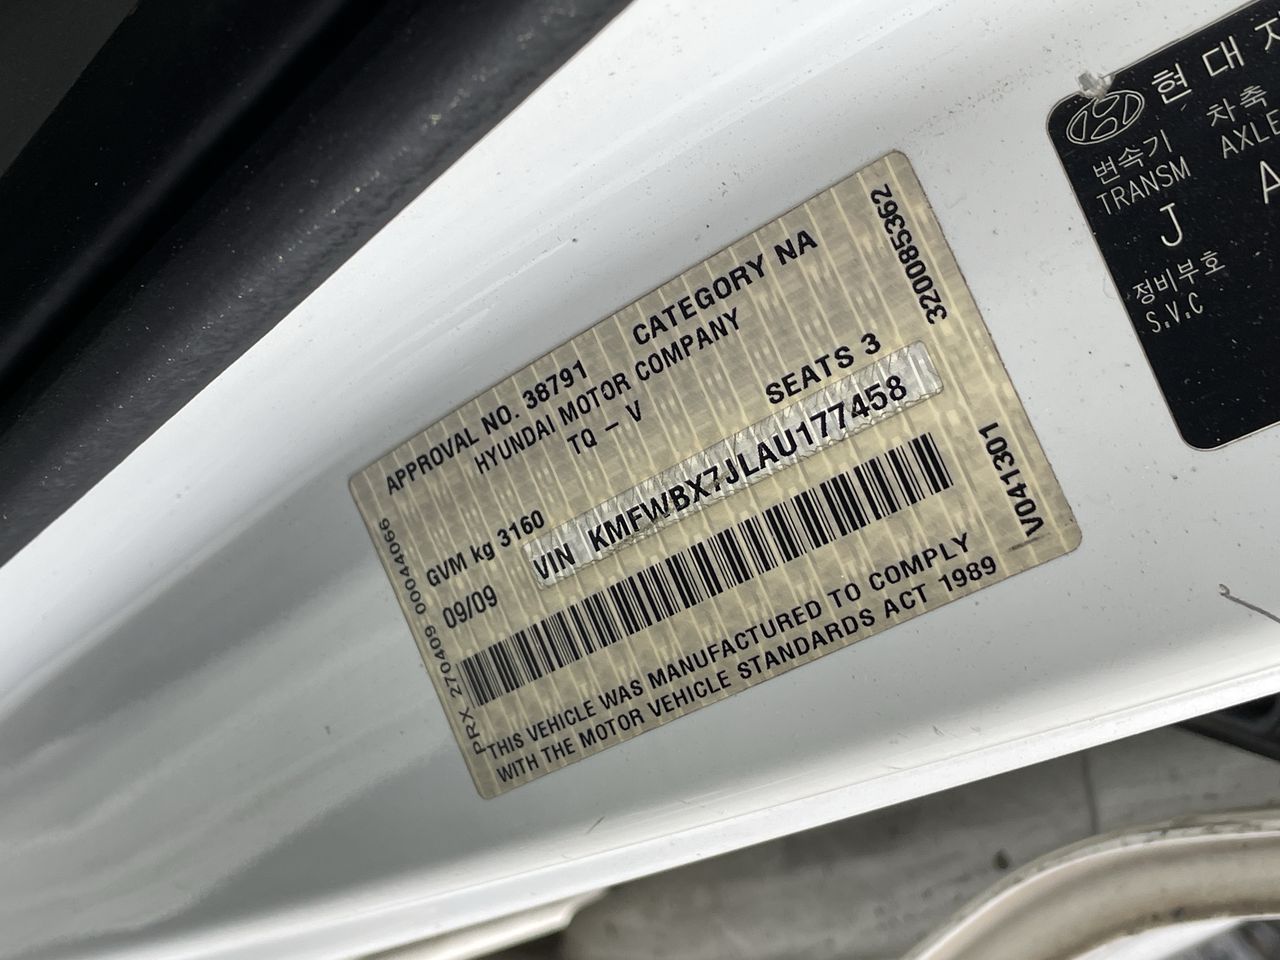 APPROVAL NO. 38791 CATEGORY NA
HYUNDAI MOTOR COMPANY
TQ – V
GVM kg 3160 SEATS 3
09/09 VIN KMFWBX7JLAU177458
THIS VEHICLE WAS MANUFACTURED TO COMPLY
WITH THE MOTOR VEHICLE STANDARDS ACT 1989
PRX 270409 00044066
320085362
V041301
현대
변속기 차축
TRANSM AXLE
J A
정비부호
S.V.C